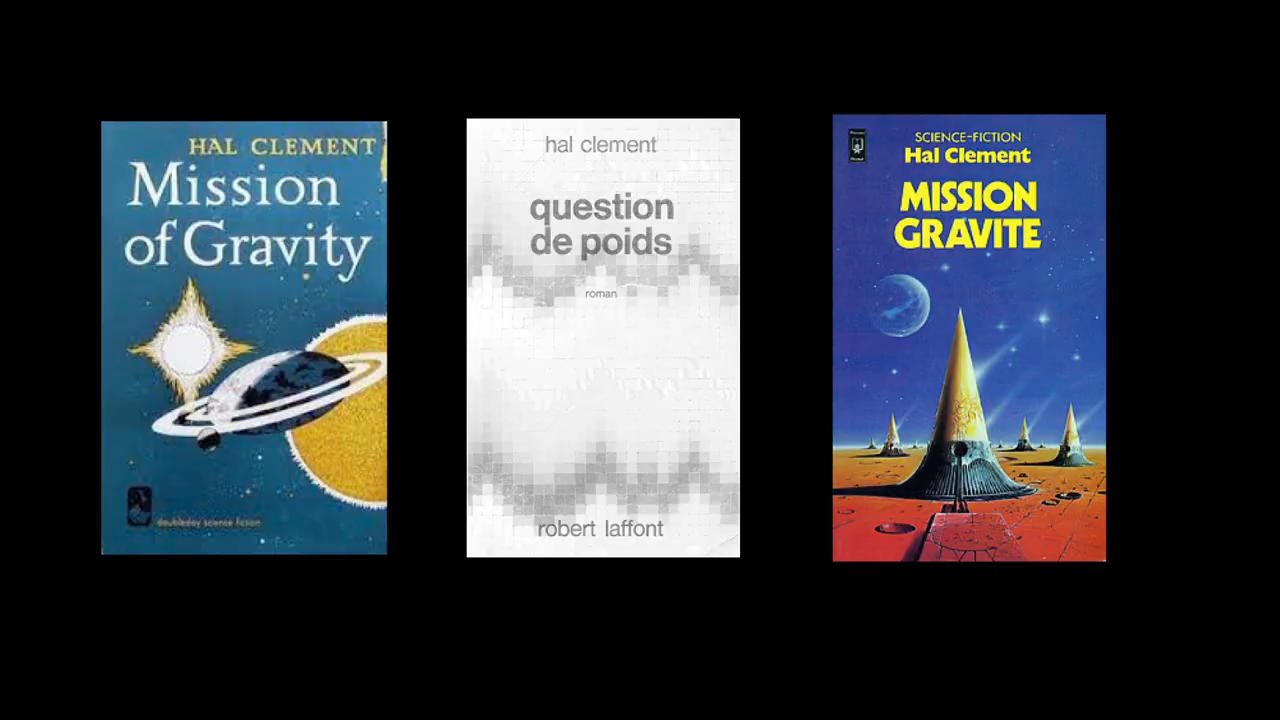 HAL CLEMENT
Mission
of Gravity
doubleday science fiction
hal clement
question
de poids
roman
robert laffont
SCIENCE-FICTION
Hal Clement
MISSION
GRAVITE